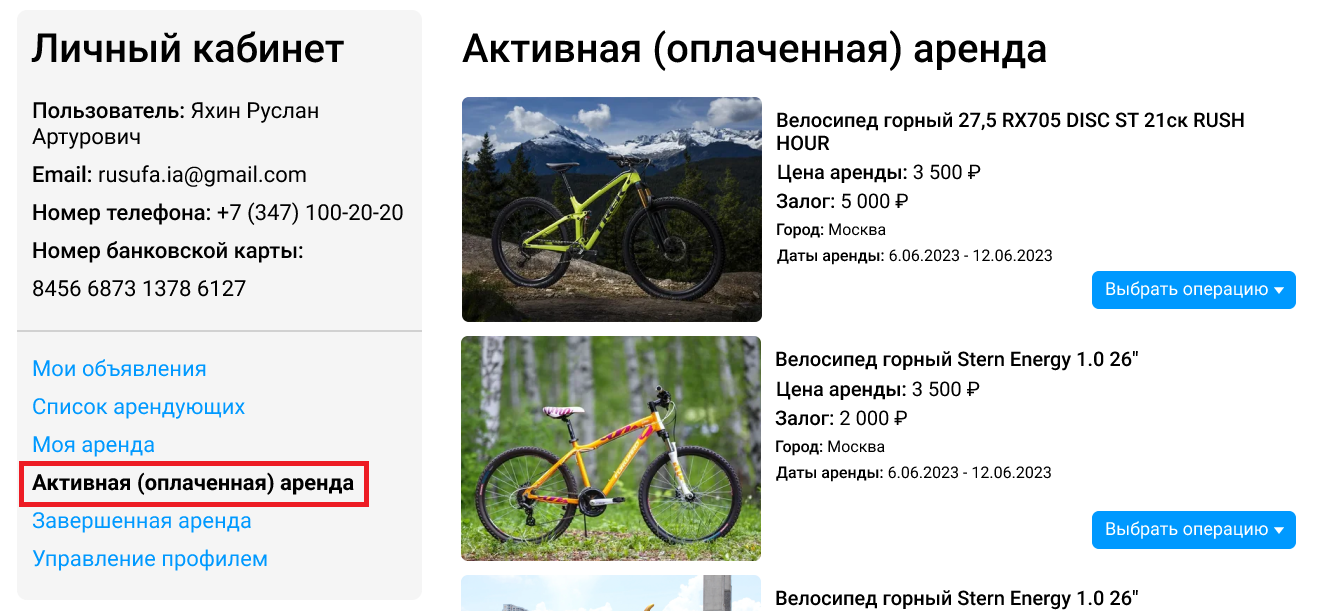 Личный кабинет
Пользователь: Яхин Руслан
Артурович
Email: rusufa.ia@gmail.com
Номер телефона: +7 (347) 100-20-20
Номер банковской карты:
8456 6873 1378 6127
Мои объявления
Список арендующих
Моя аренда
Активная (оплаченная) аренда
Завершенная аренда
Управление профилем
Активная (оплаченная) аренда
TREK
Велосипед горный 27,5 RX705 DISC ST 21ск RUSH
HOUR
Цена аренды: 3 500 ₽
Залог: 5 000 ₽
Город: Москва
Даты аренды: 6.06.2023 - 12.06.2023
Выбрать операцию
Велосипед горный Stern Energy 1.0 26"
Цена аренды: 3 500 ₽
Залог: 2 000 ₽
Город: Москва
Даты аренды: 6.06.2023 - 12.06.2023
Выбрать операцию
Велосипед горный Stern Energy 1.0 26"